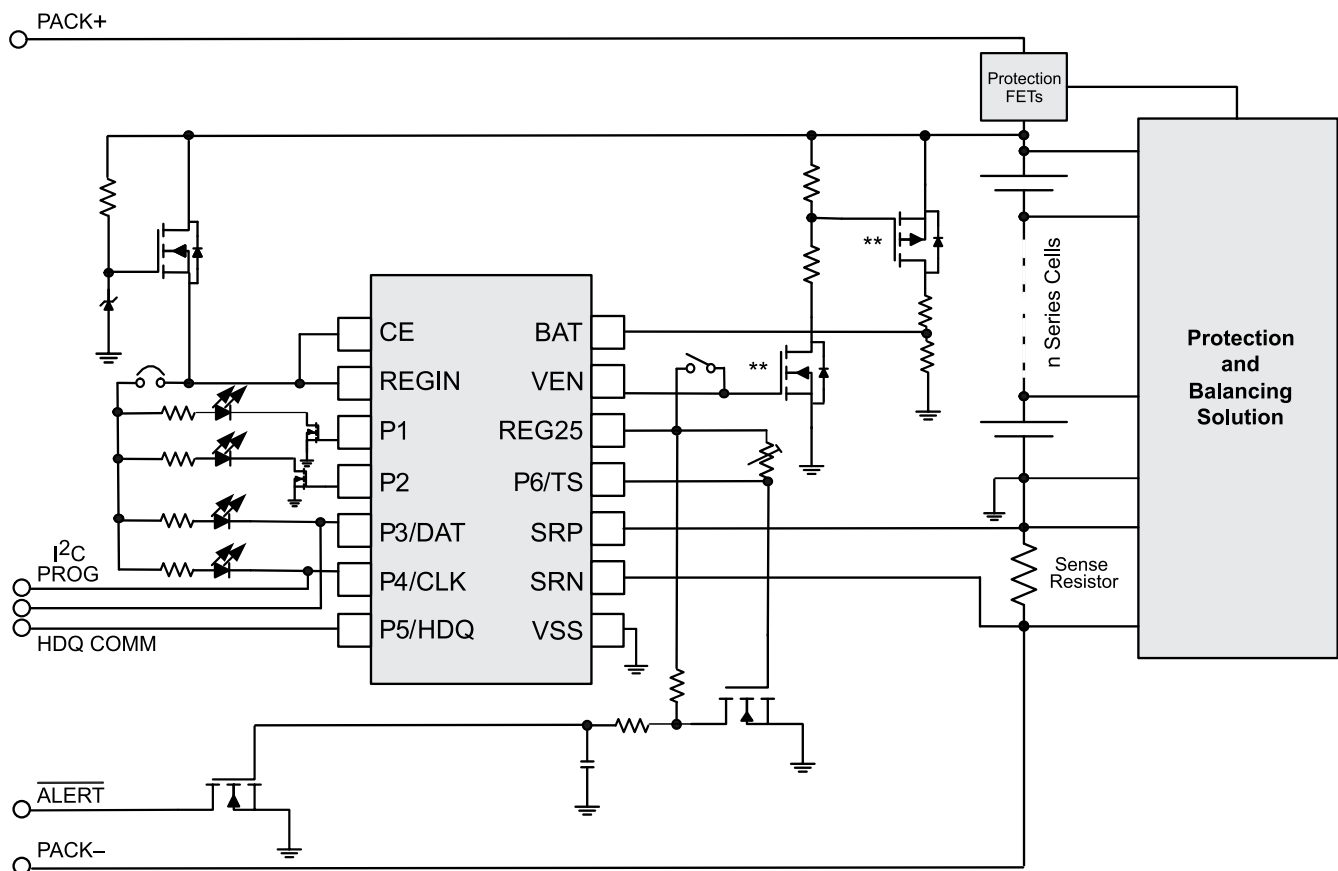 PACK+
Protection
FETs
**
n Series Cells
Protection
and
Balancing
Solution
CE
BAT
**
REGIN
VEN
P1
REG25
P2
P6/TS
P3/DAT
SRP
I²C
PROG
P4/CLK
SRN
Sense
Resistor
P5/HDQ
VSS
HDQ COMM
ALERT
PACK–